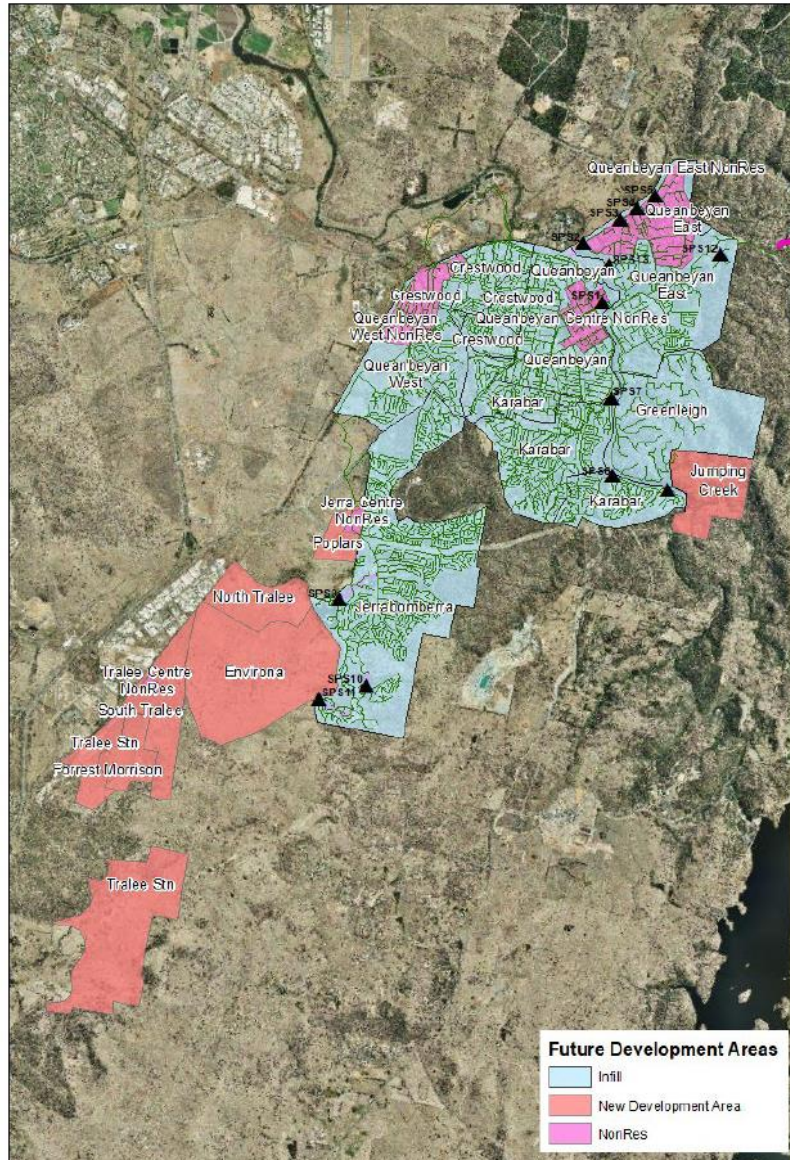 Queanbeyan East NonRes
SPS5
SPS4
SPS3
Queanbeyan
East
SPS2
SPS12
SPS13
Crestwood
Queanbeyan
Queanbeyan
East
Crestwood
Crestwood
SPS1
Queanbeyan
West NonRes
Queanbeyan Centre NonRes
Crestwood
Queanbeyan
West
Queanbeyan
Karabar
SPS7
Greenleigh
Karabar
Jumping
Creek
Karabar
Jerra Centre
NonRes
Poplars
North Tralee
Jerrabomberra
Tralee Centre
NonRes
Environa
SPS10
SPS11
South Tralee
Tralee Stn
Forrest Morrison
Tralee Stn
Future Development Areas
Infill
New Development Area
NonRes